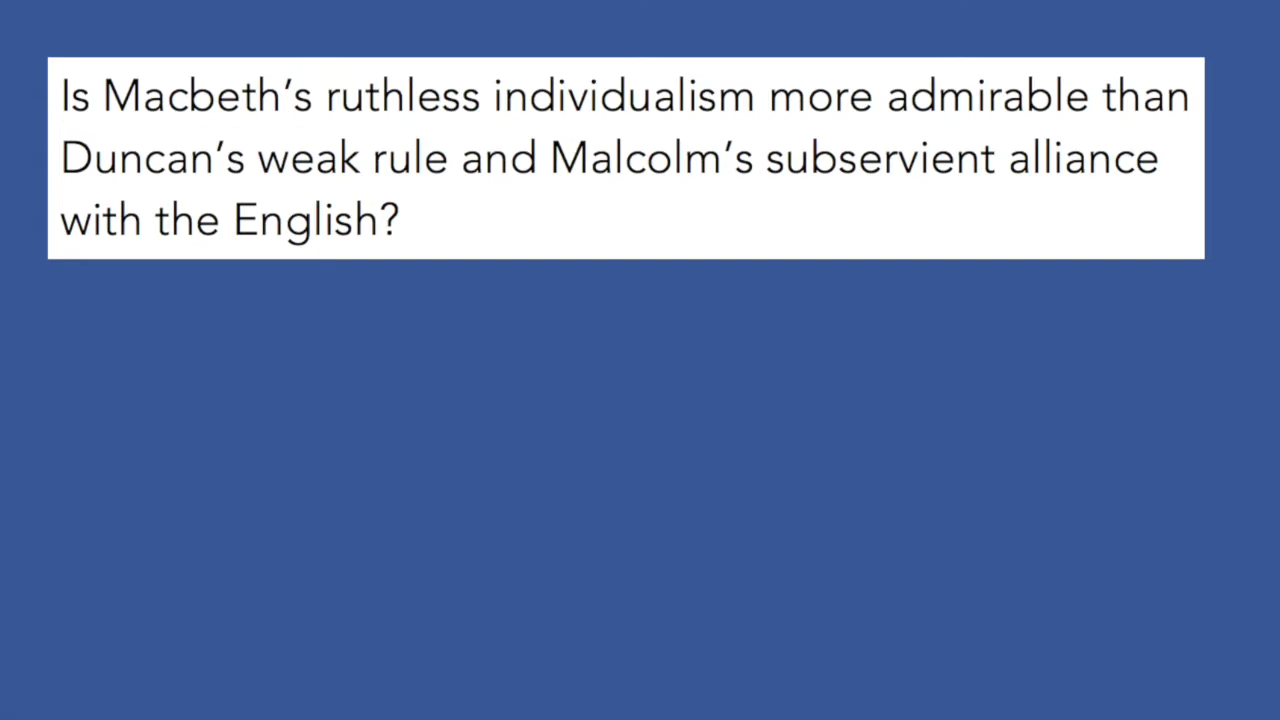 Is Macbeth’s ruthless individualism more admirable than
Duncan’s weak rule and Malcolm’s subservient alliance
with the English?